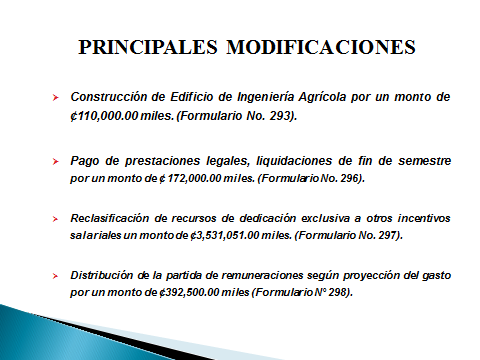 PRINCIPALES MODIFICACIONES
Construcción de Edificio de Ingeniería Agrícola por un monto de
¢110,000.00 miles. (Formulario No. 293).
Pago de prestaciones legales, liquidaciones de fin de semestre
por un monto de ¢ 172,000.00 miles. (Formulario No. 296).
Reclasificación de recursos de dedicación exclusiva a otros incentivos
salariales un monto de ¢3,531,051.00 miles. (Formulario No. 297).
Distribución de la partida de remuneraciones según proyección del gasto
por un monto de ¢392,500.00 miles (Formulario N° 298).